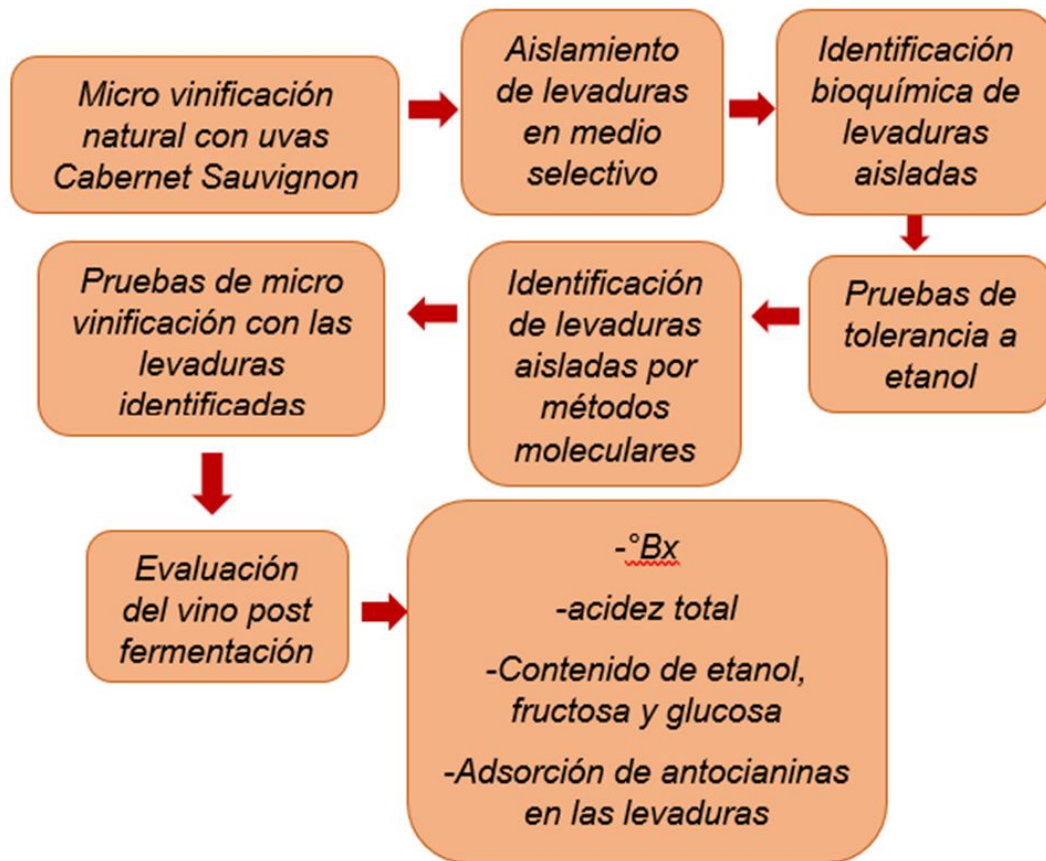 Micro vinificación
natural con uvas
Cabernet Sauvignon
Aislamiento
de levaduras
en medio
selectivo
Identificación
bioquímica de
levaduras
aisladas
Pruebas de
tolerancia a
etanol
Identificación
de levaduras
aisladas por
métodos
moleculares
Pruebas de micro
vinificación con las
levaduras
identificadas
Evaluación
del vino post
fermentación
-°Bx
-acidez total
-Contenido de etanol,
fructosa y glucosa
-Adsorción de antocianinas
en las levaduras